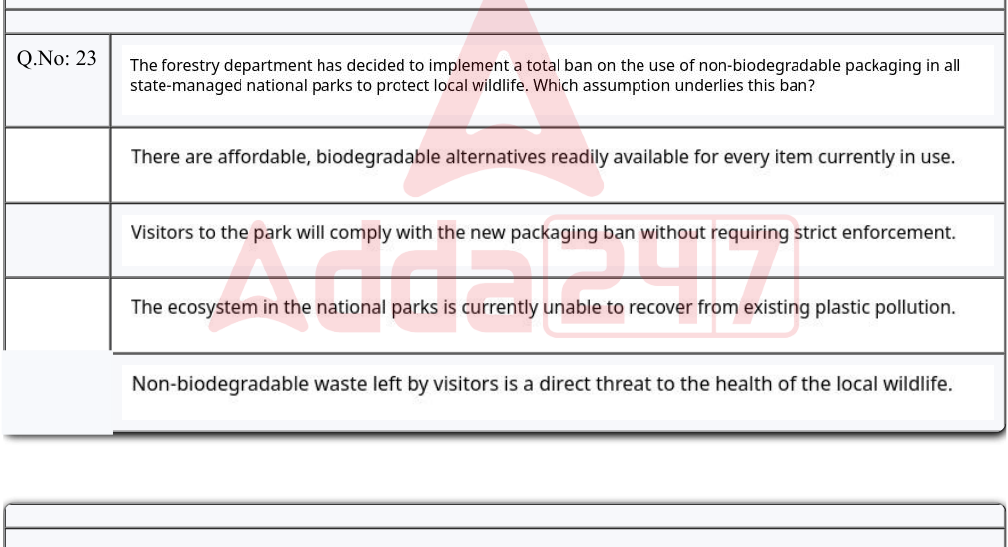 Q.No: 23
The forestry department has decided to implement a total ban on the use of non-biodegradable packaging in all
state-managed national parks to protect local wildlife. Which assumption underlies this ban?
There are affordable, biodegradable alternatives readily available for every item currently in use.
Visitors to the park will comply with the new packaging ban without requiring strict enforcement.
Adda247
The ecosystem in the national parks is currently unable to recover from existing plastic pollution.
Non-biodegradable waste left by visitors is a direct threat to the health of the local wildlife.